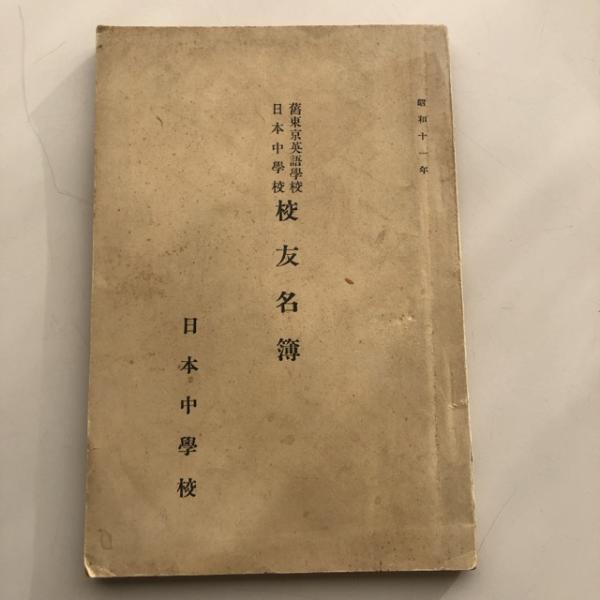 昭和十一年
舊東京英語學校
日本中學校
校友名簿
日本中學校